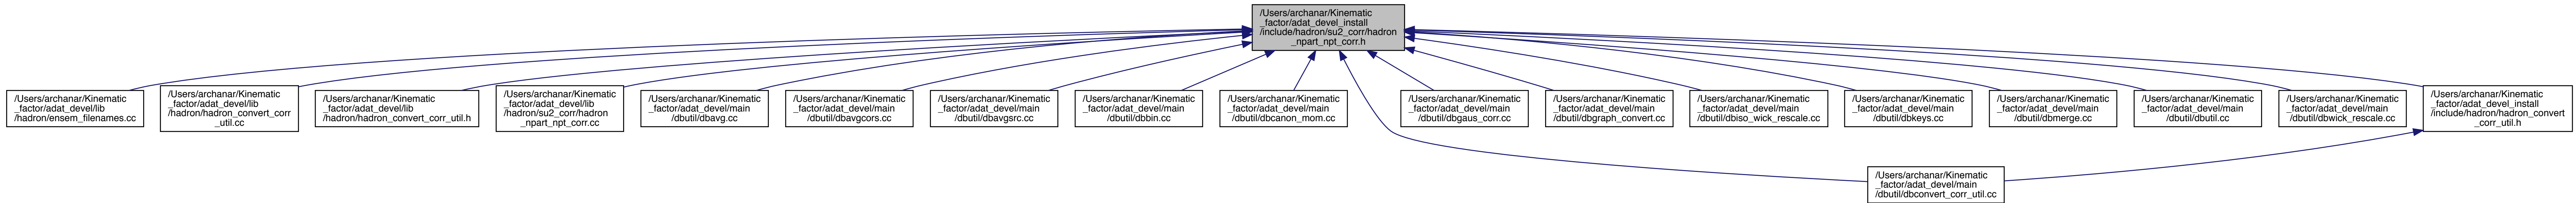 /Users/archanar/Kinematic
_factor/adat_devel_install
/include/hadron/su2_corr/hadron
_npart_npt_corr.h
/Users/archanar/Kinematic
_factor/adat_devel/lib
/hadron/ensem_filenames.cc
/Users/archanar/Kinematic
_factor/adat_devel/lib
/hadron/hadron_convert_corr
_util.cc
/Users/archanar/Kinematic
_factor/adat_devel/lib
/hadron/hadron_convert_corr_util.h
/Users/archanar/Kinematic
_factor/adat_devel/lib
/hadron/su2_corr/hadron
_npart_npt_corr.cc
/Users/archanar/Kinematic
_factor/adat_devel/main
/dbutil/dbavg.cc
/Users/archanar/Kinematic
_factor/adat_devel/main
/dbutil/dbavgcors.cc
/Users/archanar/Kinematic
_factor/adat_devel/main
/dbutil/dbavgsrc.cc
/Users/archanar/Kinematic
_factor/adat_devel/main
/dbutil/dbbin.cc
/Users/archanar/Kinematic
_factor/adat_devel/main
/dbutil/dbcanon_mom.cc
/Users/archanar/Kinematic
_factor/adat_devel/main
/dbutil/dbgaus_corr.cc
/Users/archanar/Kinematic
_factor/adat_devel/main
/dbutil/dbgraph_convert.cc
/Users/archanar/Kinematic
_factor/adat_devel/main
/dbutil/dbiso_wick_rescale.cc
/Users/archanar/Kinematic
_factor/adat_devel/main
/dbutil/dbkeys.cc
/Users/archanar/Kinematic
_factor/adat_devel/main
/dbutil/dbmerge.cc
/Users/archanar/Kinematic
_factor/adat_devel/main
/dbutil/dbutil.cc
/Users/archanar/Kinematic
_factor/adat_devel/main
/dbutil/dbwick_rescale.cc
/Users/archanar/Kinematic
_factor/adat_devel_install
/include/hadron/hadron_convert
_corr_util.h
/Users/archanar/Kinematic
_factor/adat_devel/main
/dbutil/dbconvert_corr_util.cc